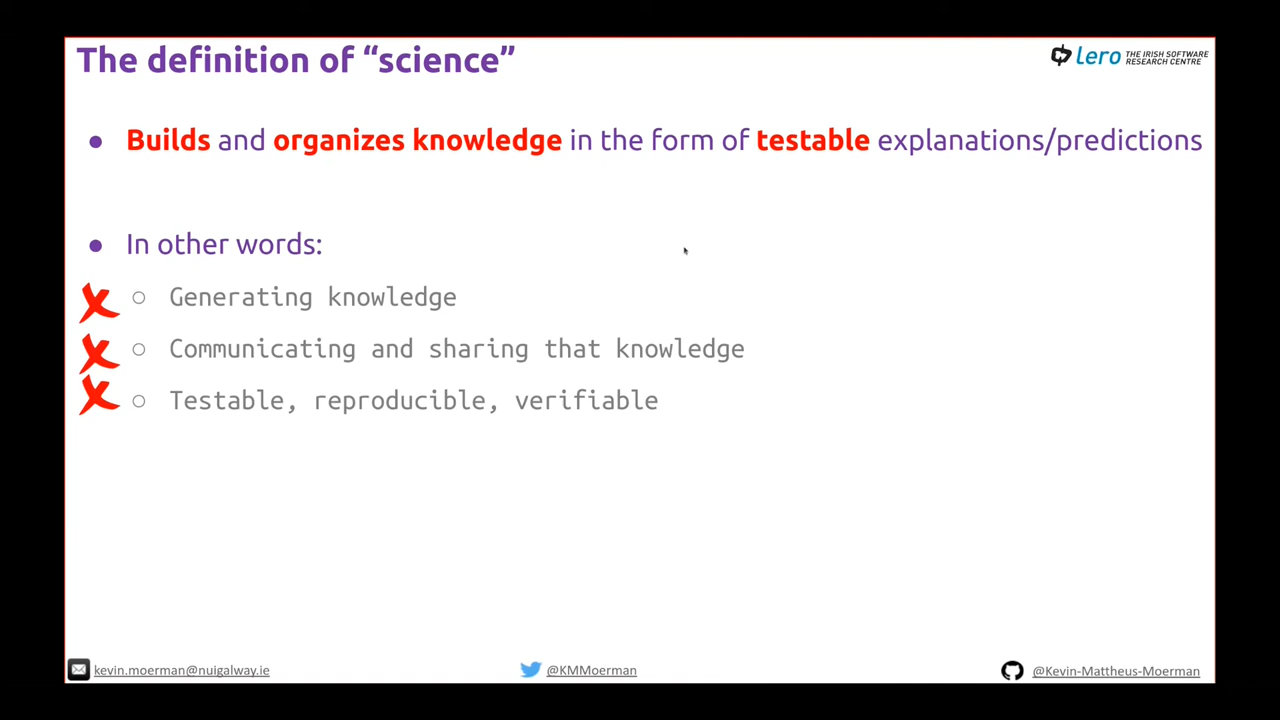 The definition of “science”
lero THE IRISH SOFTWARE
RESEARCH CENTRE
● Builds and organizes knowledge in the form of testable explanations/predictions
● In other words:
○ Generating knowledge
○ Communicating and sharing that knowledge
○ Testable, reproducible, verifiable
kevin.moerman@nuigalway.ie
@KMMoerman
@Kevin-Mattheus-Moerman